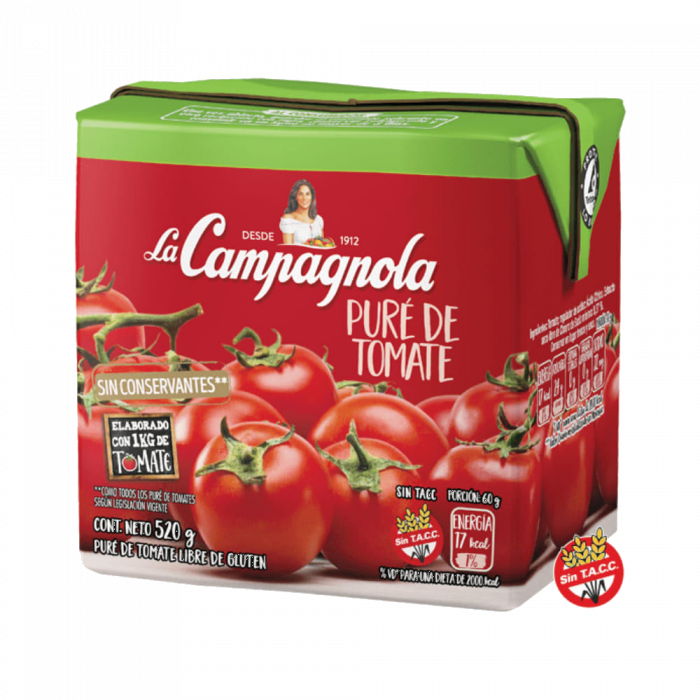 DESDE 1912
La Campagnola
PURÉ DE
TOMATE
SIN CONSERVANTES**
ELABORADO
CON 1KG DE
TOMATE
**COMO TODOS LOS PURÉ DE TOMATES
SEGÚN LEGISLACIÓN VIGENTE
CONT. NETO 520 g
PURÉ DE TOMATE LIBRE DE GLUTEN
SIN TACC
PORCIÓN: 60 g
Sin T.A.C.C.
ENERGÍA
17 kcal
1%
% VD* PARA UNA DIETA DE 2000 kcal
Sin T.A.C.C.